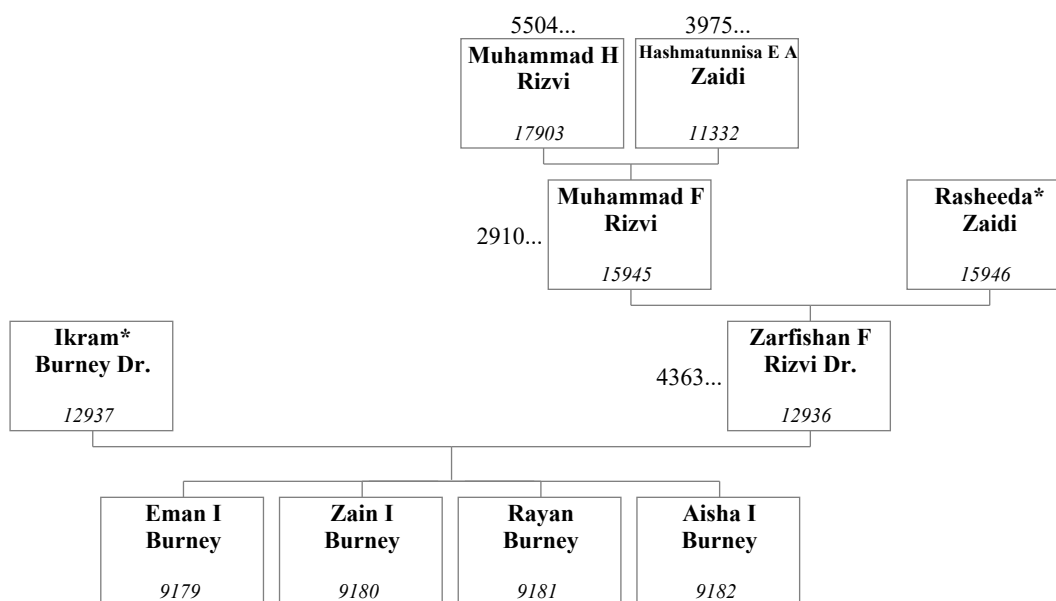 5504...
3975...
Muhammad H
Rizvi
17903
Hashmatunnisa E A
Zaidi
11332
2910...
Muhammad F
Rizvi
15945
Rasheeda*
Zaidi
15946
Ikram*
Burney Dr.
12937
4363...
Zarfishan F
Rizvi Dr.
12936
Eman I
Burney
9179
Zain I
Burney
9180
Rayan
Burney
9181
Aisha I
Burney
9182